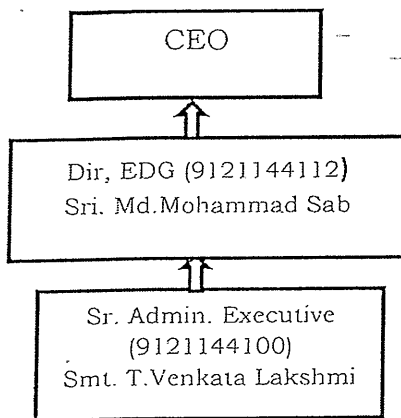 CEO
Dir, EDG (9121144112)
Sri. Md.Mohammad Sab
Sr. Admin. Executive
(9121144100)
Smt. T.Venkata Lakshmi